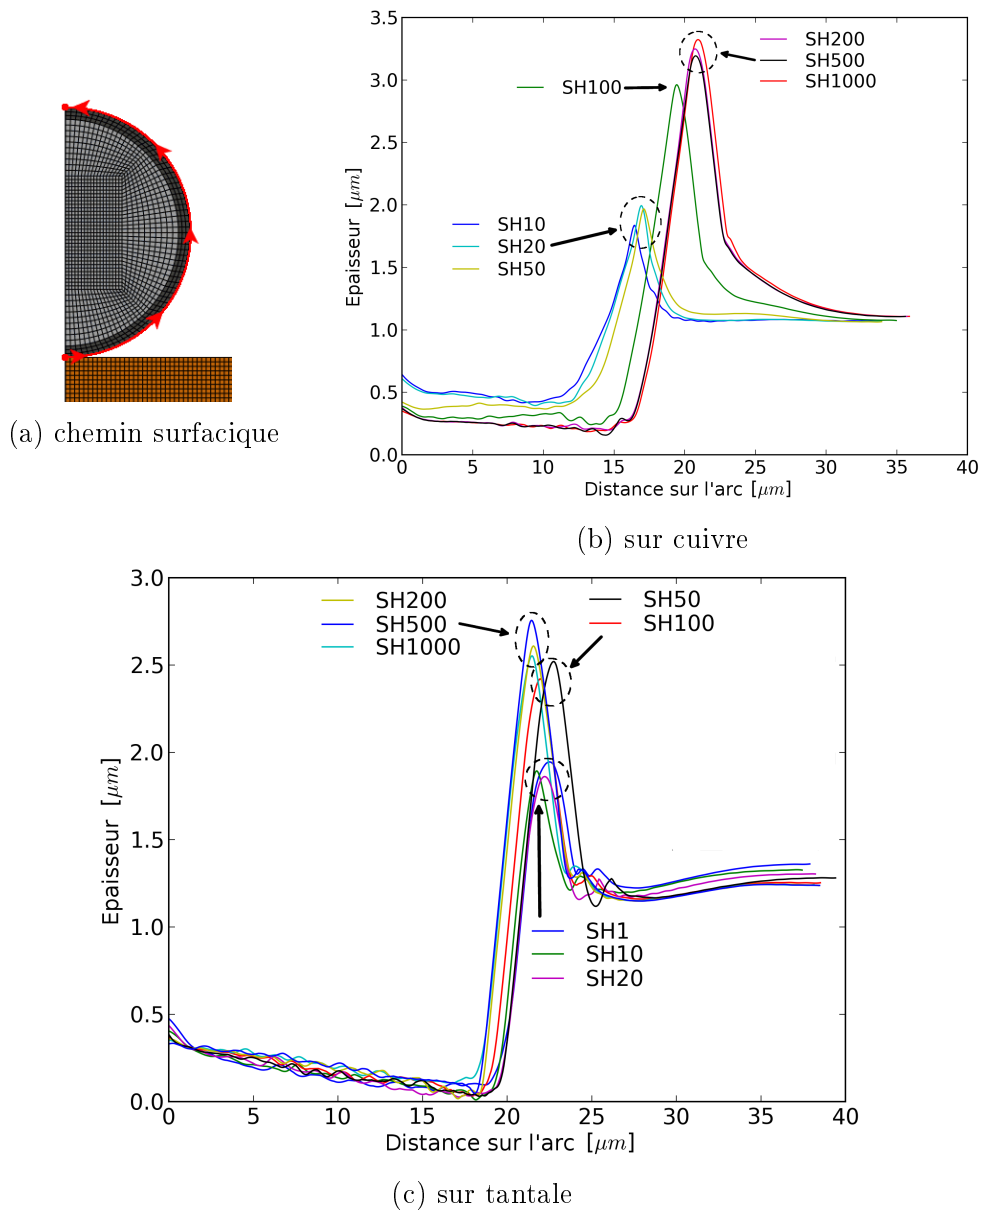 (a) chemin surfacique
3.5
3.0
2.5
2.0
1.5
1.0
0.5
0.0
Epaisseur [μm]
SH200
SH500
SH1000
SH100
SH10
SH20
SH50
0 5 10 15 20 25 30 35 40
Distance sur l'arc [μm]
(b) sur cuivre
3.0
2.5
2.0
1.5
1.0
0.5
0.0
Epaisseur [μm]
SH200
SH500
SH1000
SH50
SH100
SH1
SH10
SH20
0 5 10 15 20 25 30 35 40
Distance sur l'arc [μm]
(c) sur tantale